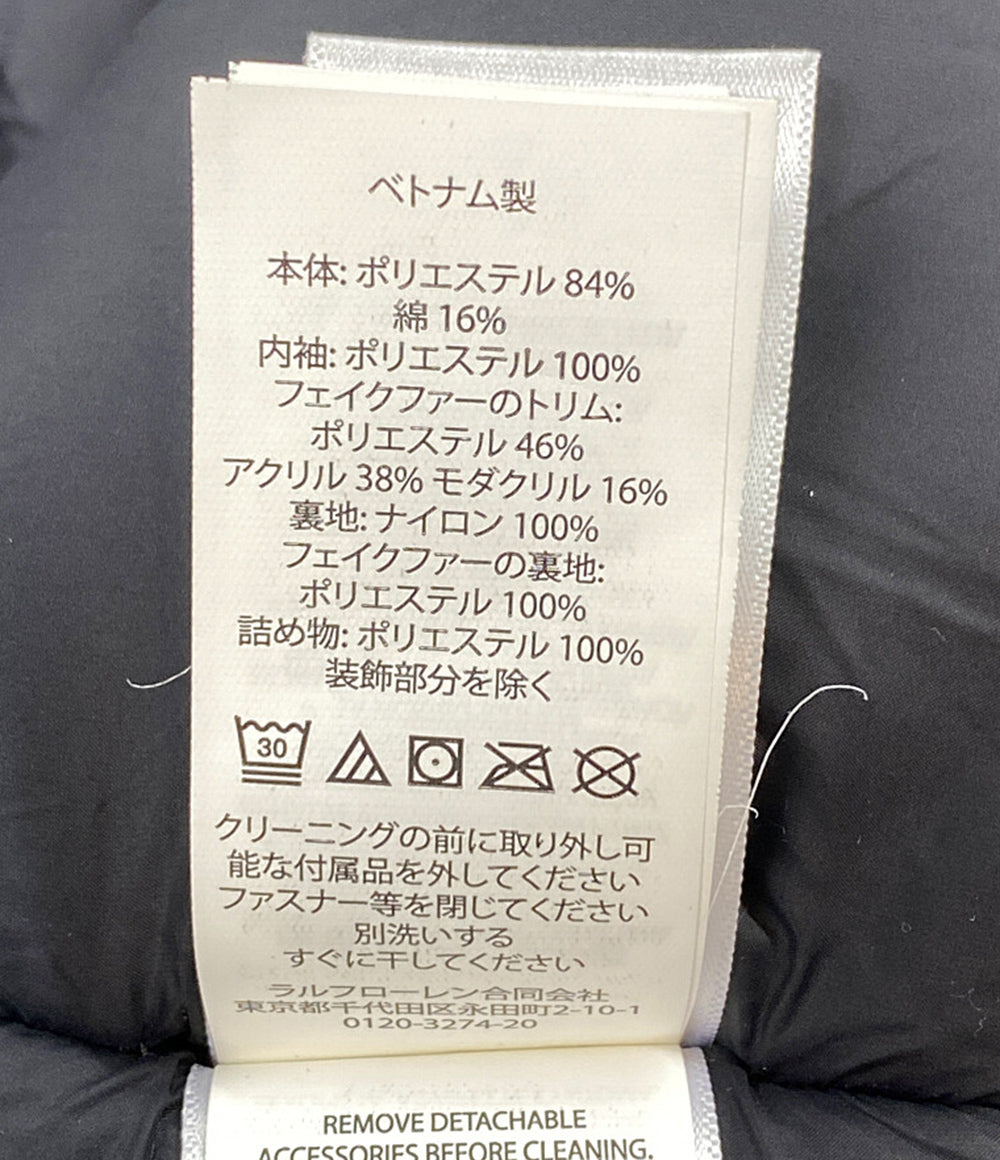 ベトナム製
本体: ポリエステル 84%
綿 16%
内袖: ポリエステル 100%
フェイクファーのトリム:
ポリエステル 46%
アクリル 38% モダクリル 16%
裏地: ナイロン 100%
フェイクファーの裏地:
ポリエステル 100%
詰め物: ポリエステル 100%
装飾部分を除く
30
クリーニングの前に取り外し可
能な付属品を外してください
ファスナー等を閉じてください
別洗いする
すぐに干してください
ラルフローレン合同会社
東京都千代田区永田町2-10-1
0120-3274-20
REMOVE DETACHABLE
ACCESSORIES BEFORE CLEANING.